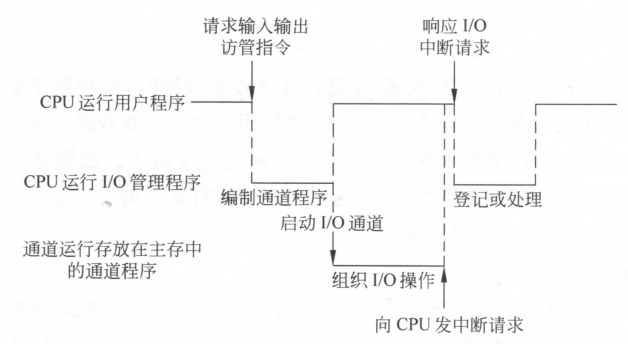 请求输入输出
访管指令
响应 I/O
中断请求
CPU 运行用户程序
CPU 运行 I/O 管理程序
编制通道程序
登记或处理
启动 I/O 通道
通道运行存放在主存中
的通道程序
组织 I/O 操作
向 CPU 发中断请求